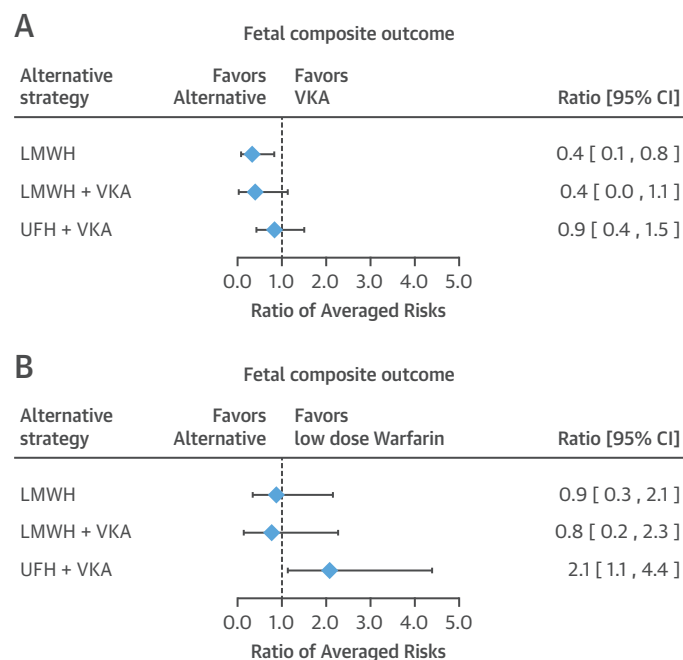 A
Fetal composite outcome
Alternative strategy Favors Alternative Favors VKA Ratio [95% CI]
LMWH 0.4 [ 0.1 , 0.8 ]
LMWH + VKA 0.4 [ 0.0 , 1.1 ]
UFH + VKA 0.9 [ 0.4 , 1.5 ]
0.0 1.0 2.0 3.0 4.0 5.0
Ratio of Averaged Risks
B
Fetal composite outcome
Alternative strategy Favors Alternative Favors low dose Warfarin Ratio [95% CI]
LMWH 0.9 [ 0.3 , 2.1 ]
LMWH + VKA 0.8 [ 0.2 , 2.3 ]
UFH + VKA 2.1 [ 1.1 , 4.4 ]
0.0 1.0 2.0 3.0 4.0 5.0
Ratio of Averaged Risks